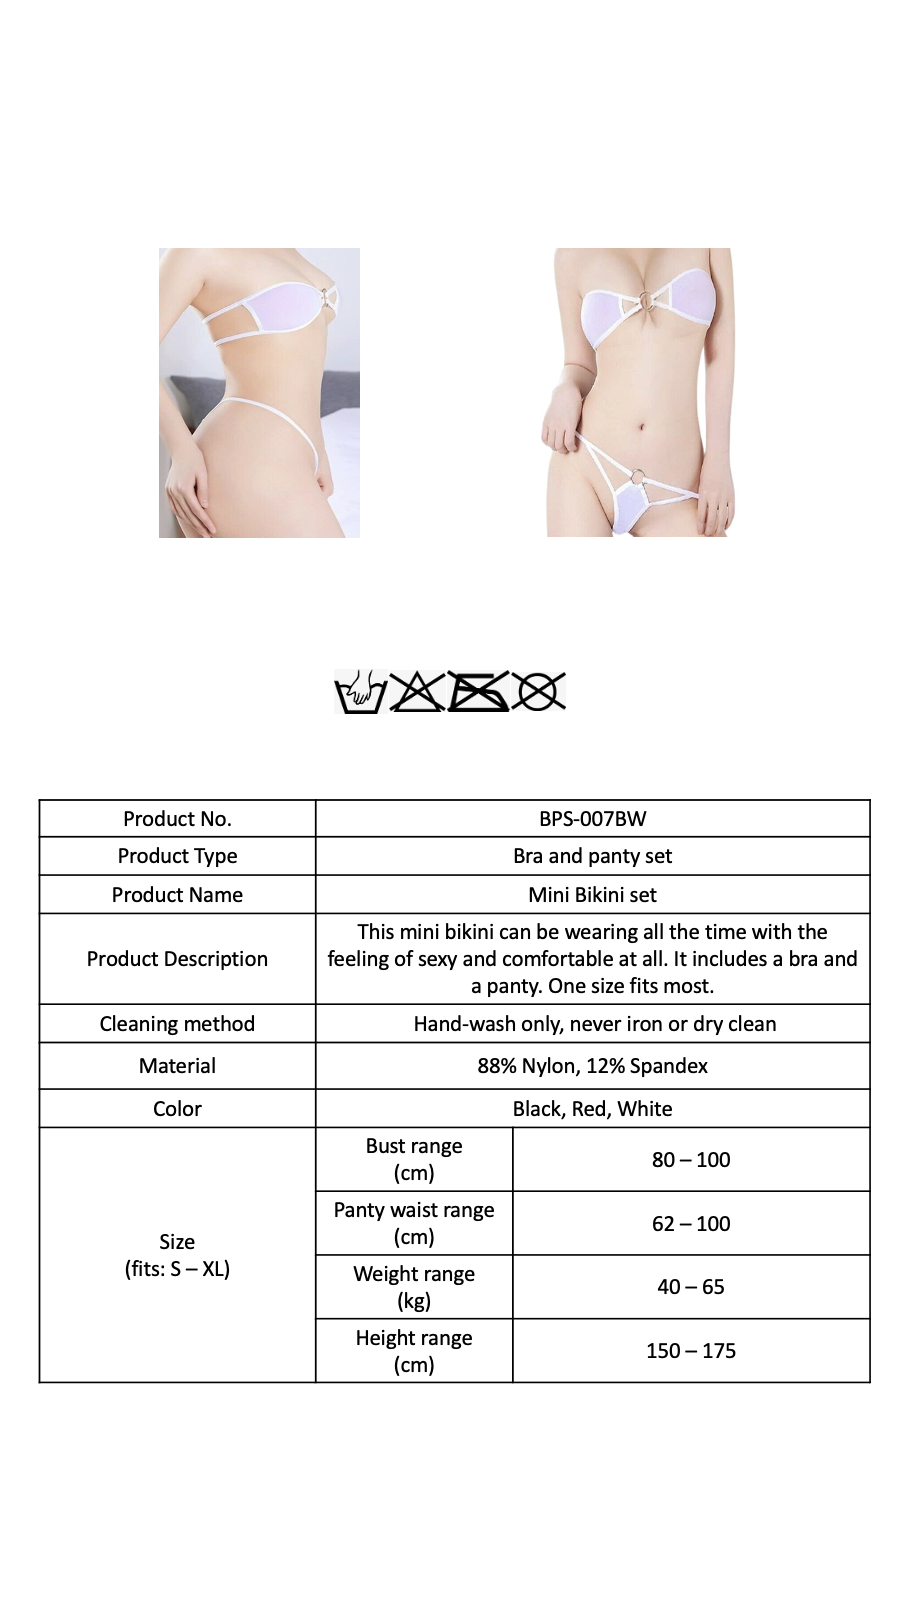 Product No.
BPS-007BW
Product Type
Bra and panty set
Product Name
Mini Bikini set
Product Description
This mini bikini can be wearing all the time with the
feeling of sexy and comfortable at all. It includes a bra and
a panty. One size fits most.
Cleaning method
Hand-wash only, never iron or dry clean
Material
88% Nylon, 12% Spandex
Color
Black, Red, White
Size
(fits: S – XL)
Bust range
(cm)
80 – 100
Panty waist range
(cm)
62 – 100
Weight range
(kg)
40 – 65
Height range
(cm)
150 – 175